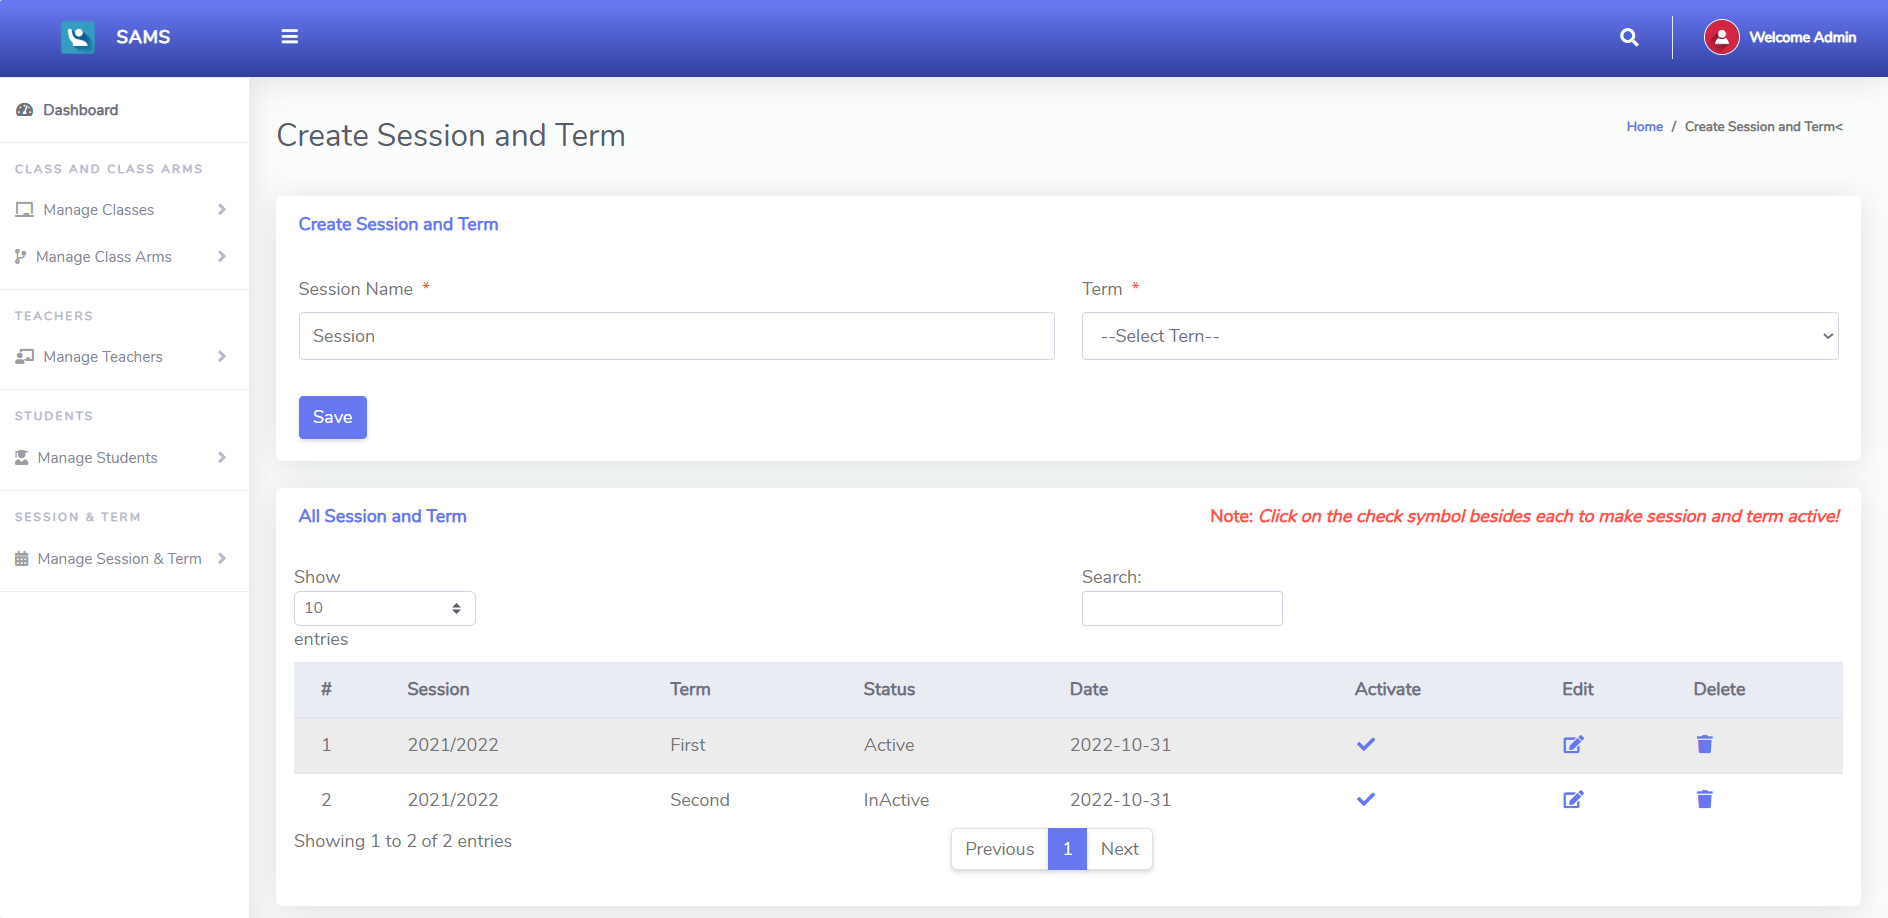 SAMS
Welcome Admin
Dashboard
CLASS AND CLASS ARMS
Manage Classes
Manage Class Arms
TEACHERS
Manage Teachers
STUDENTS
Manage Students
SESSION & TERM
Manage Session & Term
Create Session and Term
Home / Create Session and Term<
Create Session and Term
Session Name *
Term *
Session
--Select Tern--
Save
All Session and Term
Note: Click on the check symbol besides each to make session and term active!
Show
10
entries
Search:
# Session Term Status Date Activate Edit Delete
1 2021/2022 First Active 2022-10-31
2 2021/2022 Second InActive 2022-10-31
Showing 1 to 2 of 2 entries
Previous 1 Next